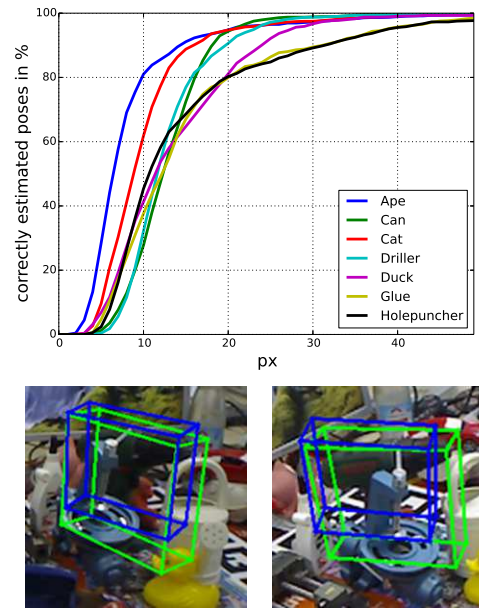 100
80
60
40
20
0
correctly estimated poses in %
Ape
Can
Cat
Driller
Duck
Glue
Holepuncher
0 10 20 30 40
px